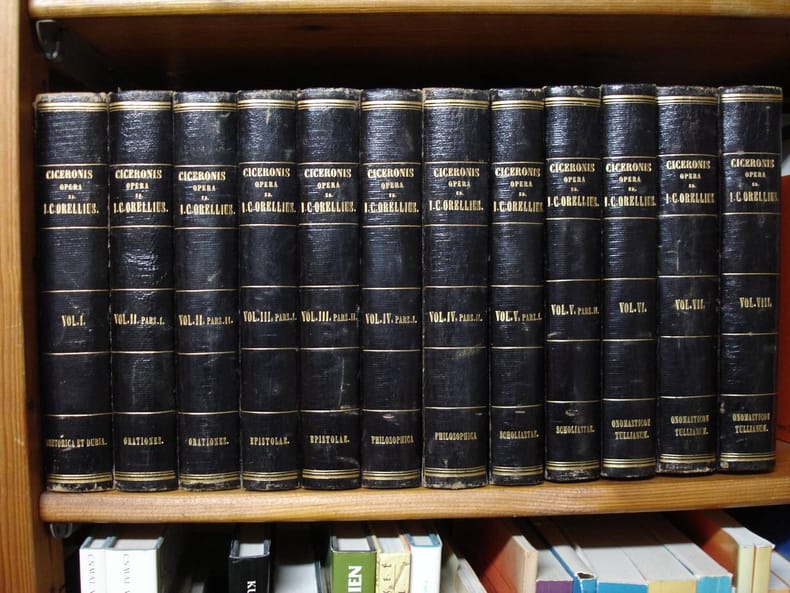 CICERONIS
OPERA
ED.
I.C.ORELLIUS.
VOL.I.
RHETORICA ET DUBIA.
CICERONIS
OPERA
ED.
I.C.ORELLIUS.
VOL.II. PARS.I.
ORATIONES.
CICERONIS
OPERA
ED.
I.C.ORELLIUS.
VOL.II. PARS.II.
ORATIONES.
CICERONIS
OPERA
ED.
I.C.ORELLIUS.
VOL.III. PARS.I.
EPISTOLAE.
CICERONIS
OPERA
ED.
I.C.ORELLIUS.
VOL.III. PARS.II.
EPISTOLAE.
CICERONIS
OPERA
ED.
I.C.ORELLIUS.
VOL.IV. PARS.I.
PHILOSOPHICA
CICERONIS
OPERA
ED.
I.C.ORELLIUS.
VOL.IV. PARS.II.
PHILOSOPHICA
CICERONIS
OPERA
ED.
I.C.ORELLIUS.
VOL.V. PARS.I.
SCHOLIASTAE.
CICERONIS
OPERA
ED.
I.C.ORELLIUS.
VOL.V. PARS.II.
SCHOLIASTAE.
CICERONIS
OPERA
ED.
I.C.ORELLIUS.
VOL.VI.
ONOMASTICON
TULLIANUM.
CICERONIS
OPERA
ED.
I.C.ORELLIUS
VOL.VII.
ONOMASTICON
TULLIANUM.
CICERONIS
OPERA
ED.
I.C.ORELLIUS.
VOL.VIII.
ONOMASTICON
TULLIANUM.
IEN